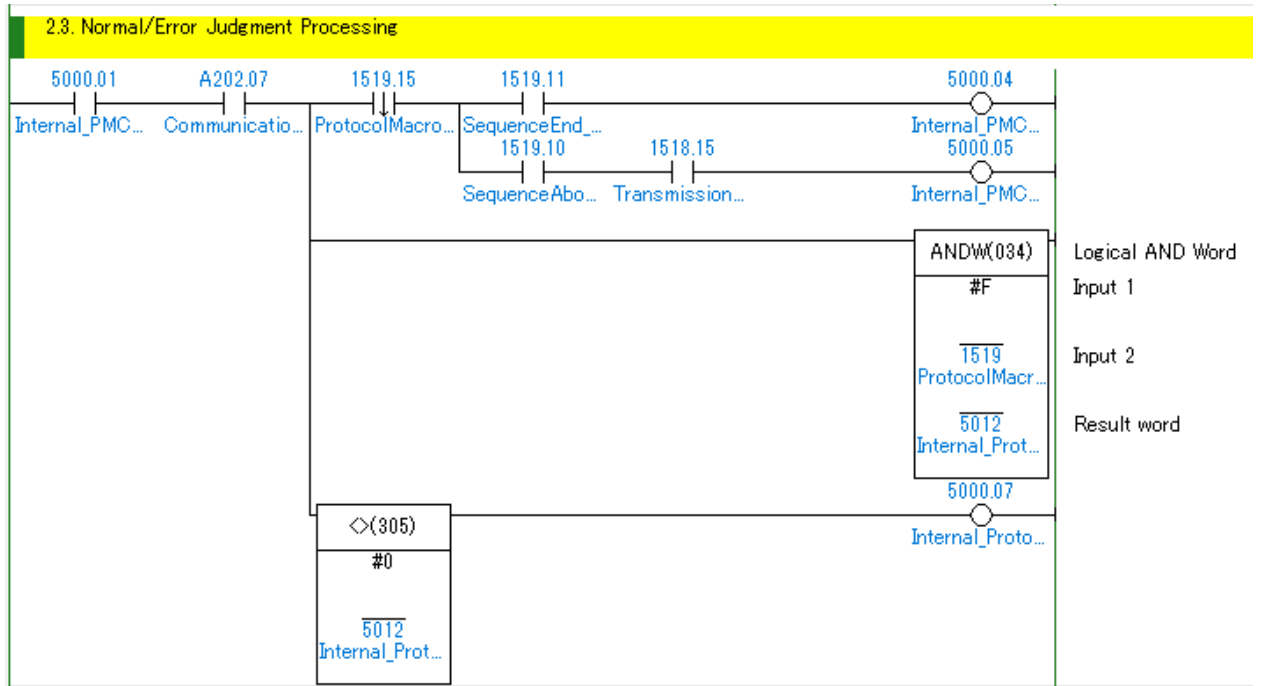 2.3. Normal/Error Judgment Processing
5000.01 A202.07 1519.15 1519.11 5000.04
Internal_PMC... Communicatio... ProtocolMacro... SequenceEnd_... Internal_PMC...
1519.10 1518.15 5000.05
SequenceAbo... Transmission... Internal_PMC...
ANDW(034) Logical AND Word
#F Input 1
1519 Input 2
ProtocolMacr...
5012 Result word
Internal_Prot...
5000.07
<>(305)
Internal_Proto...
#0
5012
Internal_Prot...